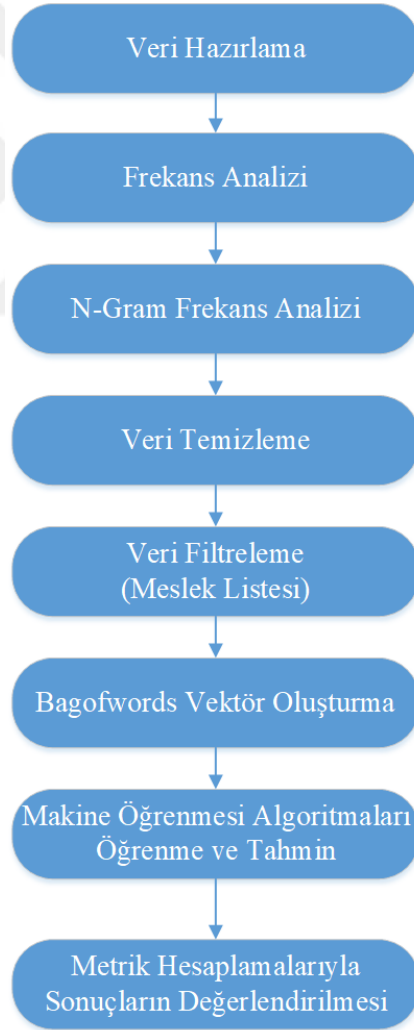 Veri Hazırlama
Frekans Analizi
N-Gram Frekans Analizi
Veri Temizleme
Veri Filtreleme
(Meslek Listesi)
Bagofwords Vektör Oluşturma
Makine Öğrenmesi Algoritmaları
Öğrenme ve Tahmin
Metrik Hesaplamalarıyla
Sonuçların Değerlendirilmesi